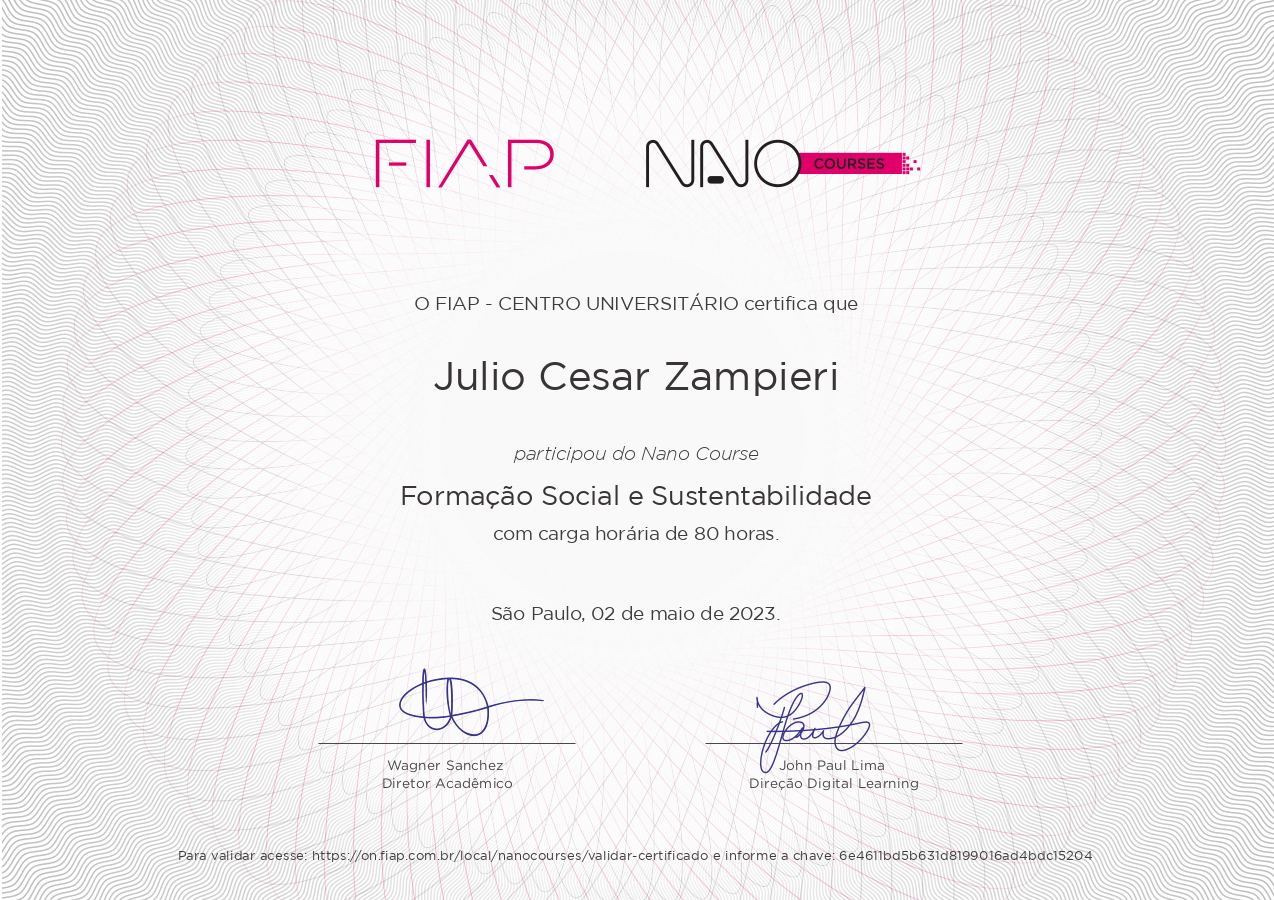 FIAP NANO COURSES
O FIAP - CENTRO UNIVERSITÁRIO certifica que
Julio Cesar Zampieri
participou do Nano Course
Formação Social e Sustentabilidade
com carga horária de 80 horas.
São Paulo, 02 de maio de 2023.
Wagner Sanchez
Diretor Acadêmico
John Paul Lima
Direção Digital Learning
Para validar acesse: https://on.fiap.com.br/local/nanocourses/validar-certificado e informe a chave: 6e4611bd5b631d8199016ad4bdc15204